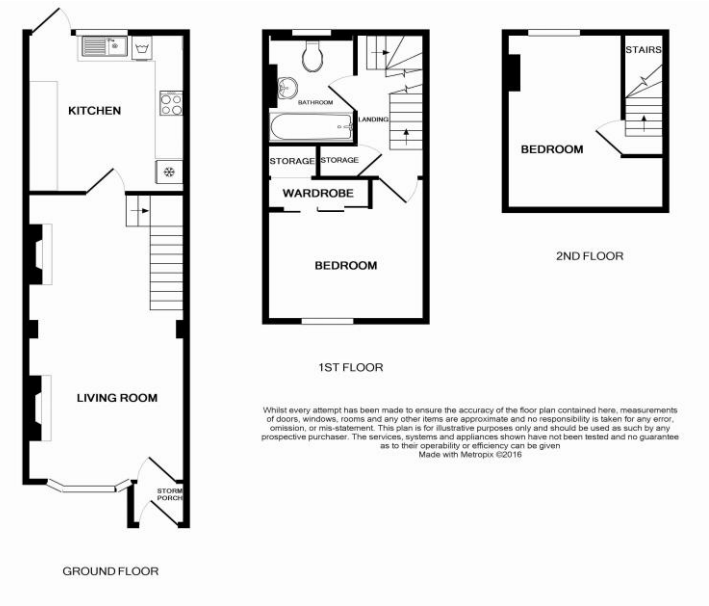 KITCHEN
LIVING ROOM
STORM
PORCH
GROUND FLOOR
BATHROOM
LANDING
STORAGE
STORAGE
WARDROBE
BEDROOM
1ST FLOOR
STAIRS
BEDROOM
2ND FLOOR
Whilst every attempt has been made to ensure the accuracy of the floor plan contained here, measurements
of doors, windows, rooms and any other items are approximate and no responsibility is taken for any error,
omission, or mis-statement. This plan is for illustrative purposes only and should be used as such by any
prospective purchaser. The services, systems and appliances shown have not been tested and no guarantee
as to their operability or efficiency can be given
Made with Metropix ©2016